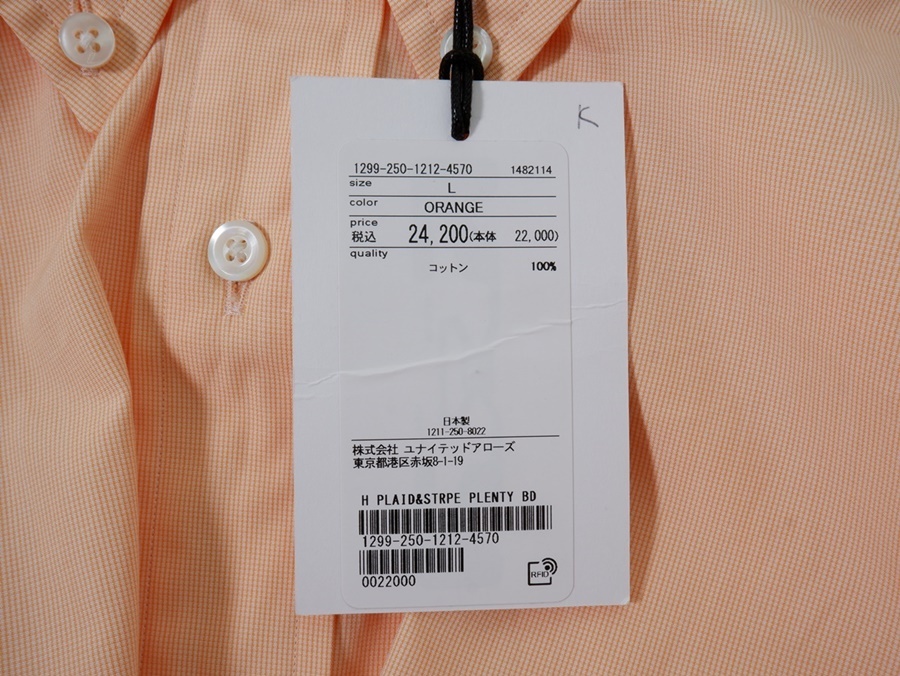 K
1299-250-1212-4570 1482114
size
L
color
ORANGE
price
税込 24,200(本体 22,000)
quality
コットン 100%
日本製
1211-250-8022
株式会社 ユナイテッドアローズ
東京都港区赤坂8-1-19
H PLAID&STRPE PLENTY BD
1299-250-1212-4570
0022000
RFID